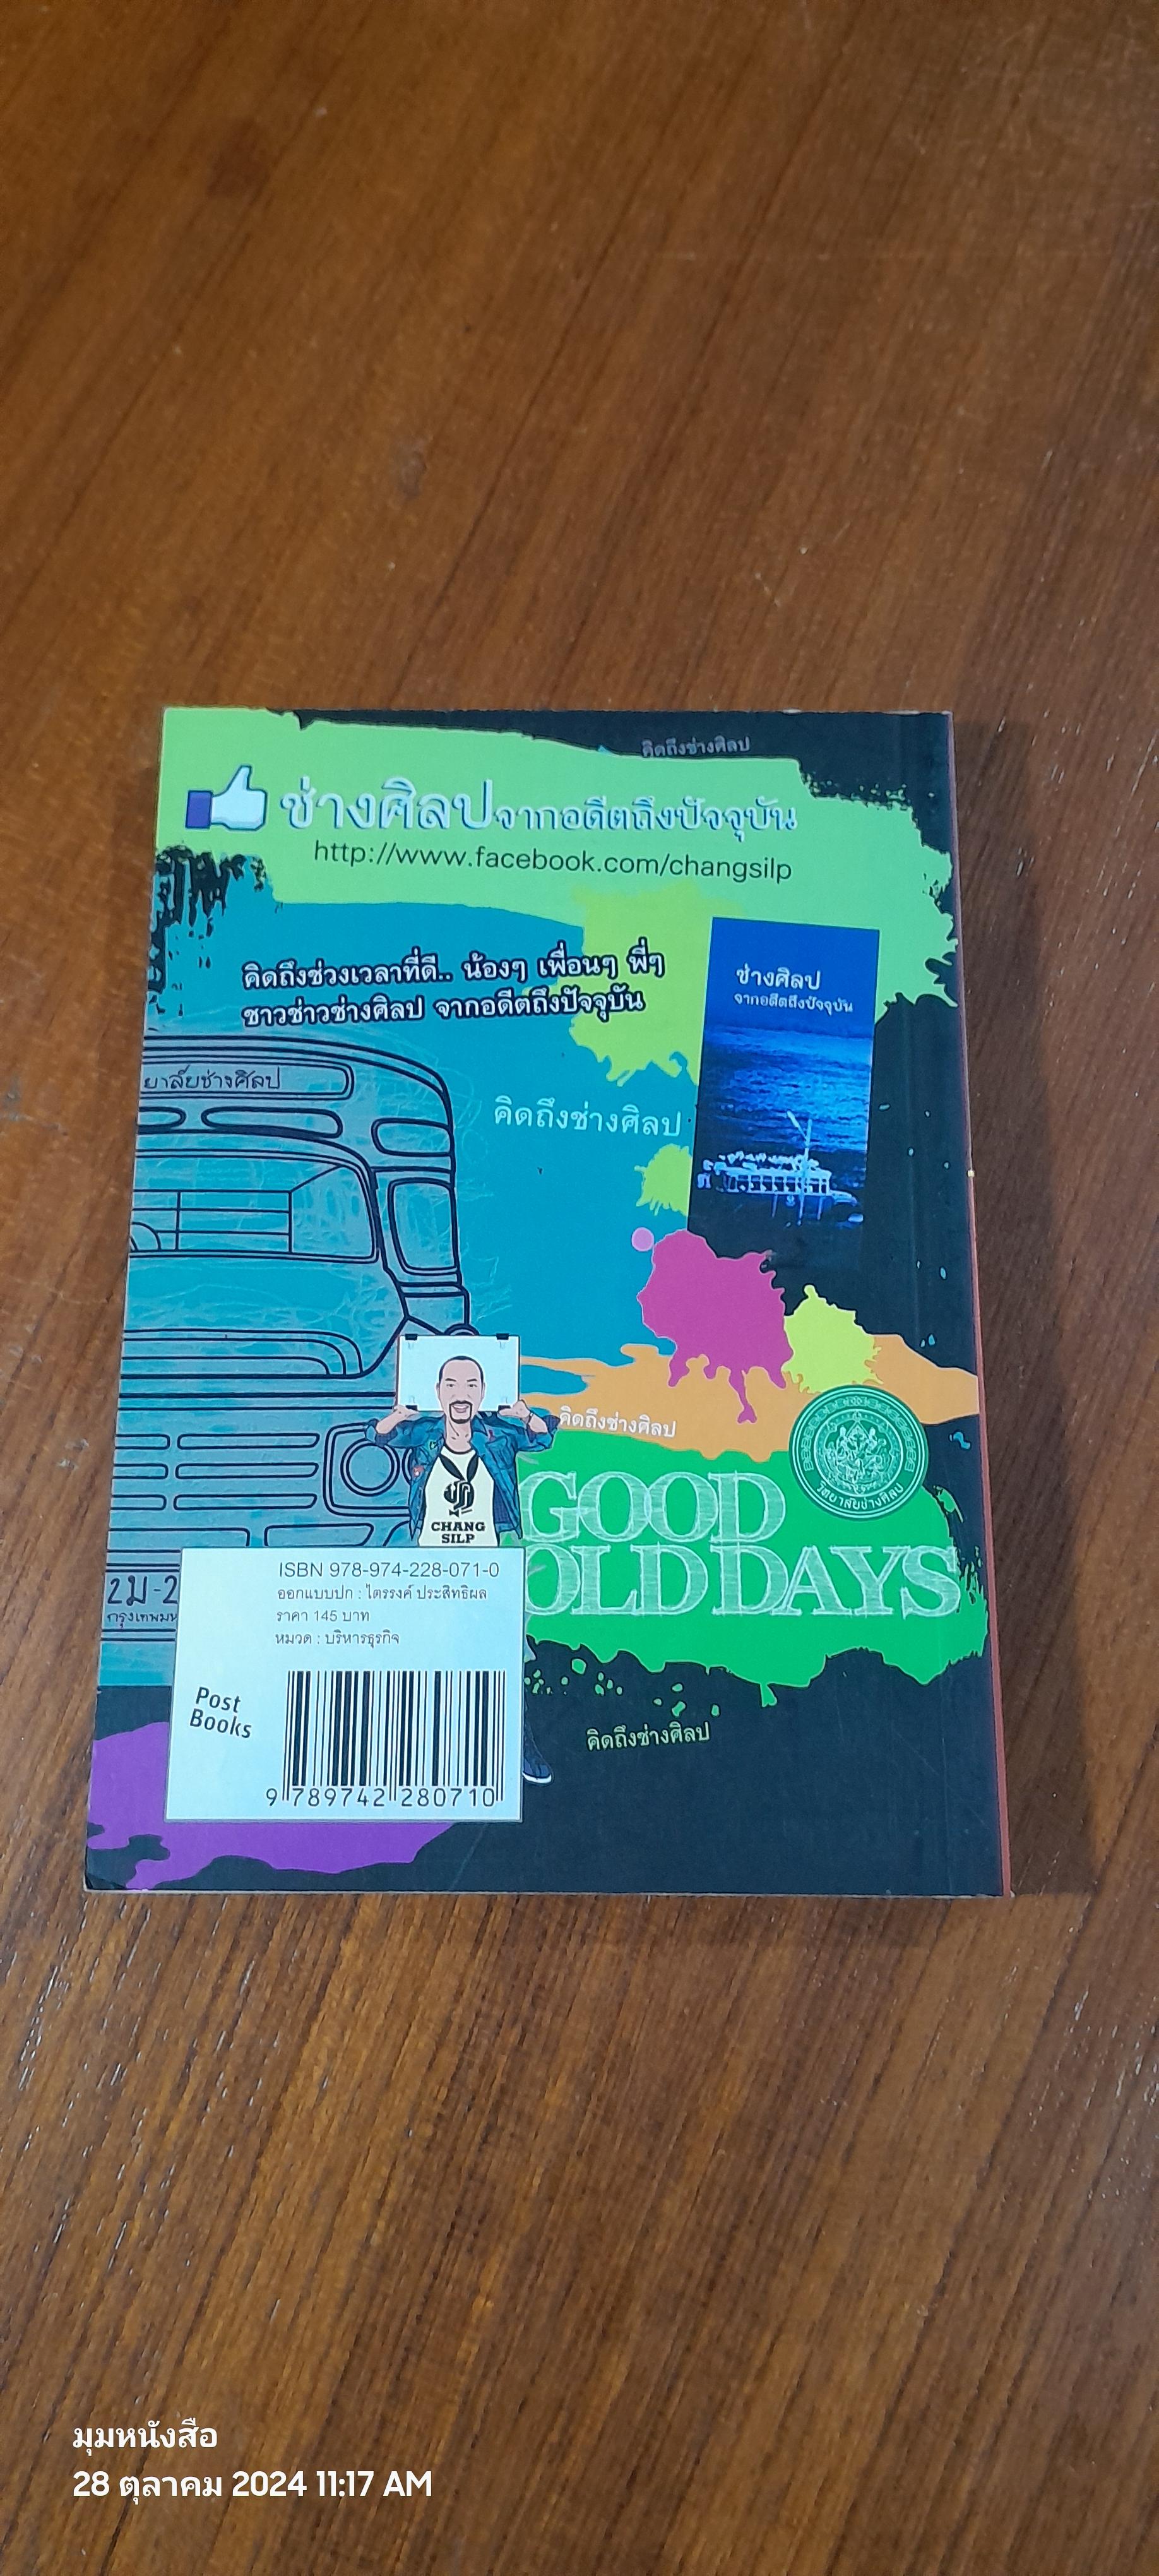 คิดถึงช่างศิลป
ช่างศิลปจากอดีตถึงปัจจุบัน
http://www.facebook.com/changsilp
คิดถึงช่วงเวลาที่ดี.. น้องๆ เพื่อนๆ พี่ๆ
ชาวช่าวช่างศิลป จากอดีตถึงปัจจุบัน
ช่างศิลป
จากอดีตถึงปัจจุบัน
ยาลัยช่างศิลป
คิดถึงช่างศิลป
คิดถึงช่างศิลป
วิทยาลัยช่างศิลป
GOOD
OLD DAYS
CHANG
SILP
2ม-2
กรุงเทพมห
ISBN 978-974-228-071-0
ออกแบบปก : ไตรรงค์ ประสิทธิผล
ราคา 145 บาท
หมวด : บริหารธุรกิจ
Post
Books
9 789742 280710
คิดถึงช่างศิลป
มุมหนังสือ
28 ตุลาคม 2024 11:17 AM